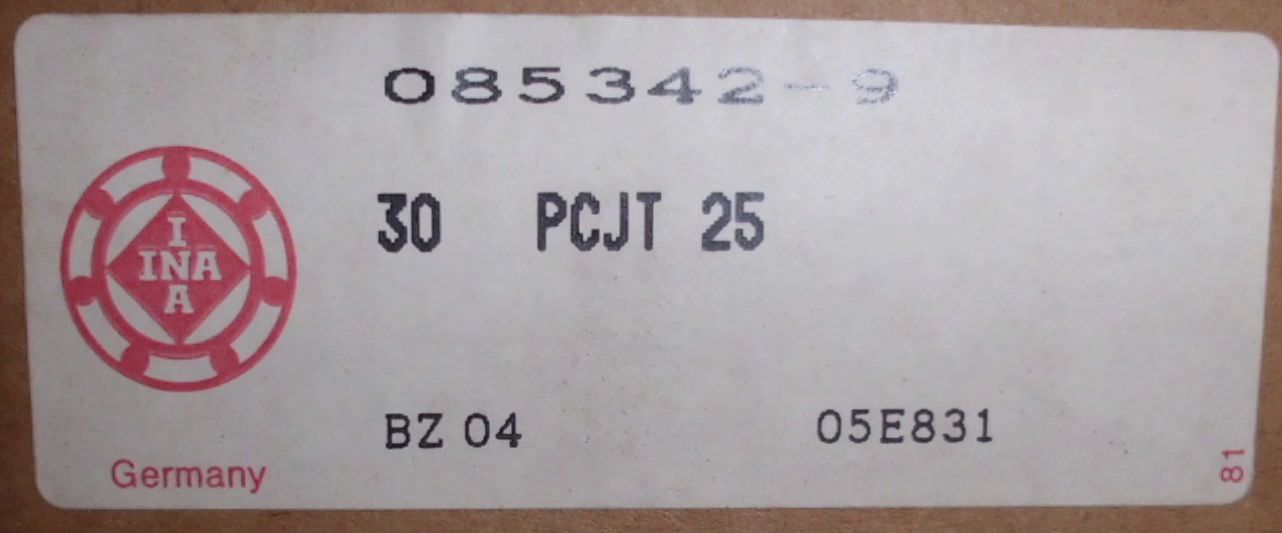 085342-9
30 PCJT 25
I
INA
A
BZ 04 05E831
Germany
81